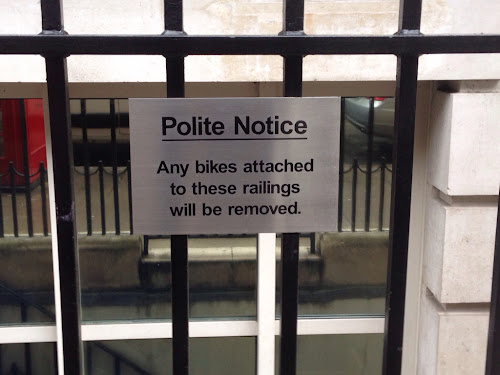 Polite Notice
Any bikes attached
to these railings
will be removed.